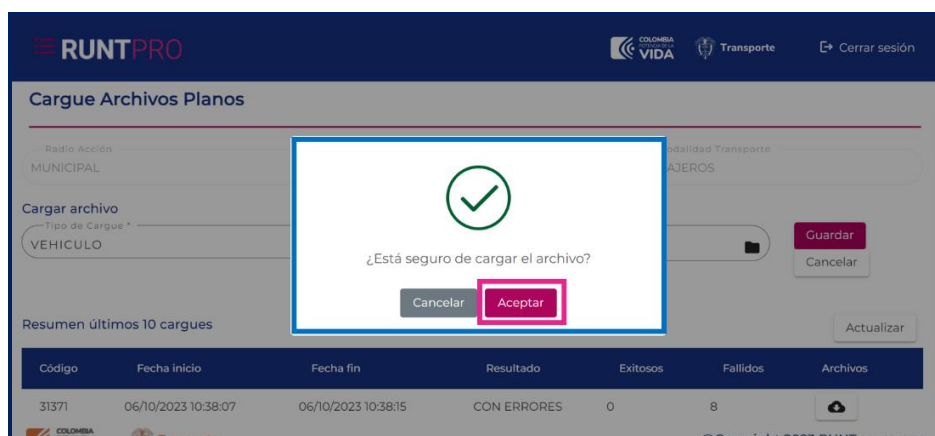 RUNTPRO
COLOMBIA
POTENCIA DE LA
VIDA
Transporte
Cerrar sesión
Cargue Archivos Planos
Radio Acción
MUNICIPAL
Transporte
Cargar archivo
Tipo de Cargue *
VEHICULO
Guardar
Cancelar
¿Está seguro de cargar el archivo?
Cancelar Aceptar
Resumen últimos 10 cargues
Actualizar
Código Fecha inicio Fecha fin Resultado Exitosos Fallidos Archivos
31371 06/10/2023 10:38:07 06/10/2023 10:38:15 CON ERRORES 0 8
COLOMBIA